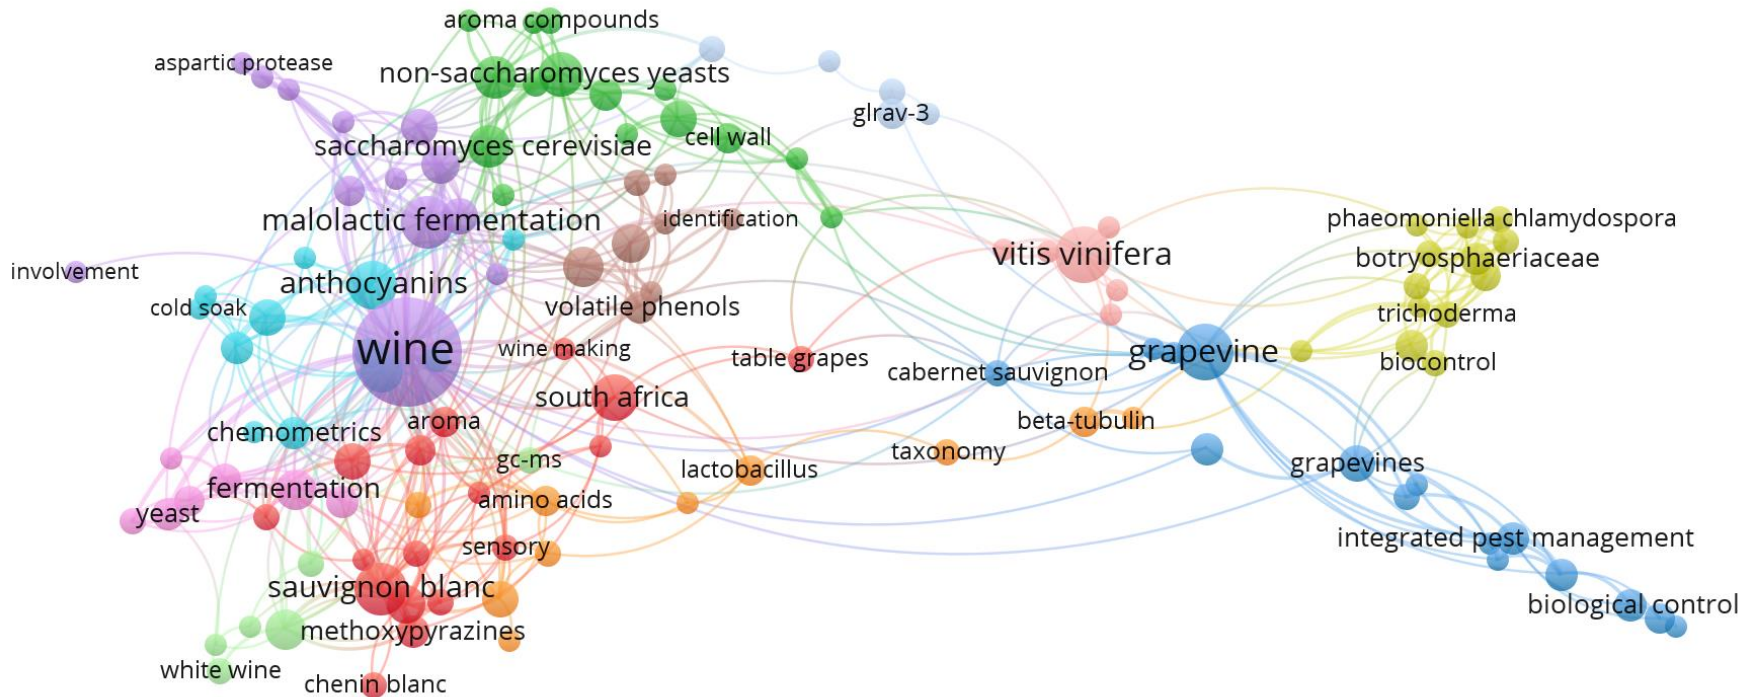 aroma compounds
aspartic protease
non-saccharomyces yeasts
glrav-3
cell wall
saccharomyces cerevisiae
malolactic fermentation
identification
phaeomoniella chlamydospora
vitis vinifera
botryosphaeriaceae
involvement
anthocyanins
cold soak
volatile phenols
trichoderma
wine
wine making
table grapes
grapevine
cabernet sauvignon
biocontrol
south africa
aroma
beta-tubulin
chemometrics
taxonomy
gc-ms
lactobacillus
grapevines
fermentation
amino acids
yeast
integrated pest management
sensory
sauvignon blanc
biological control
methoxypyrazines
white wine
chenin blanc